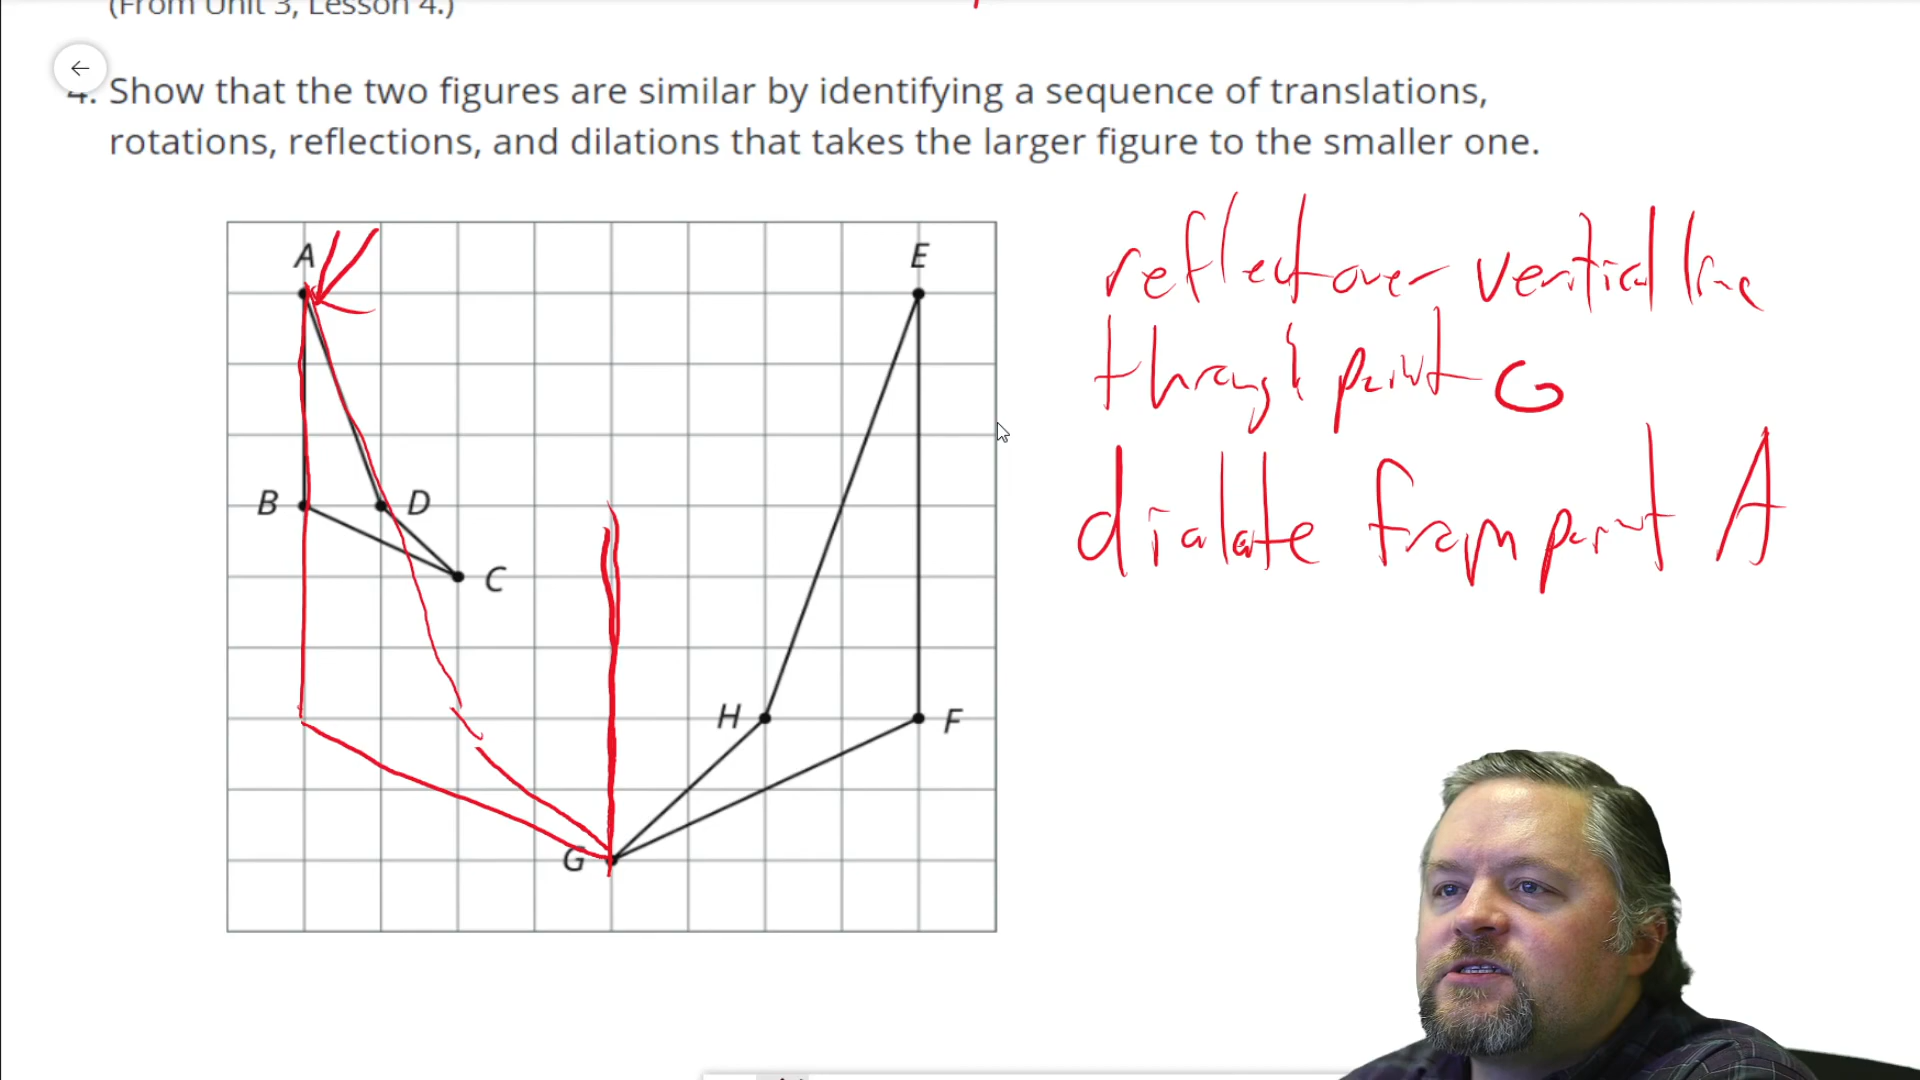 (From Unit 3, Lesson 4.)
4. Show that the two figures are similar by identifying a sequence of translations,
rotations, reflections, and dilations that takes the larger figure to the smaller one.
A
E
reflect over vertical line
through point G
B
D
dialate from point A
C
H
F
G